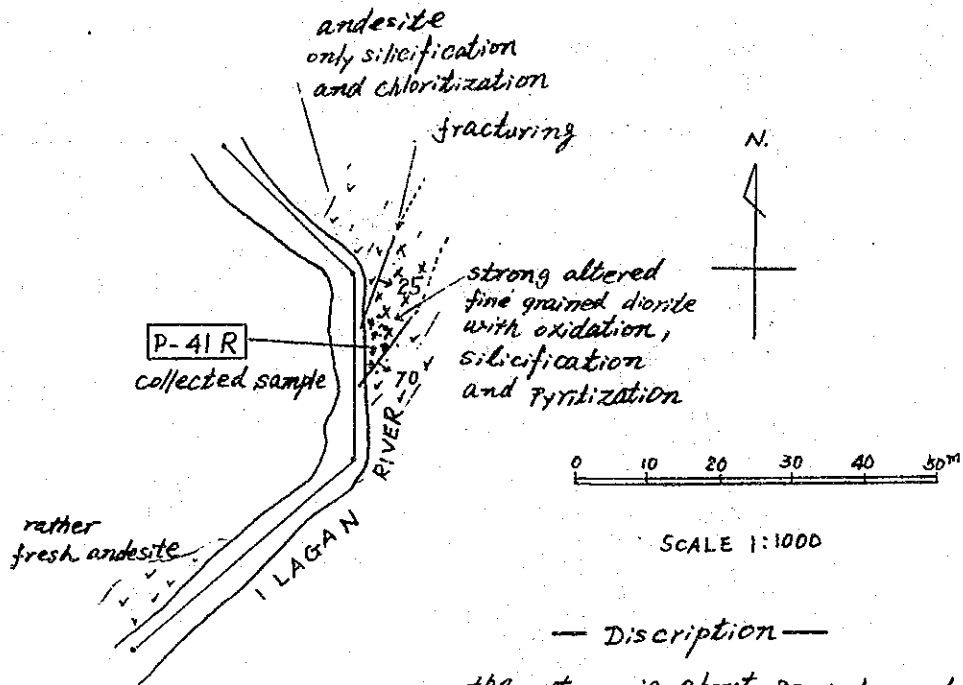 andesite
only silicification
and chloritization
fracturing
N.
25
strong altered
fine grained diorite
with oxidation,
silicification
and Pyritization
P-41 R
collected sample
70
ILAGAN RIVER
rather
fresh andesite
0 10 20 30 40 50m
SCALE 1:1000
— Discription —